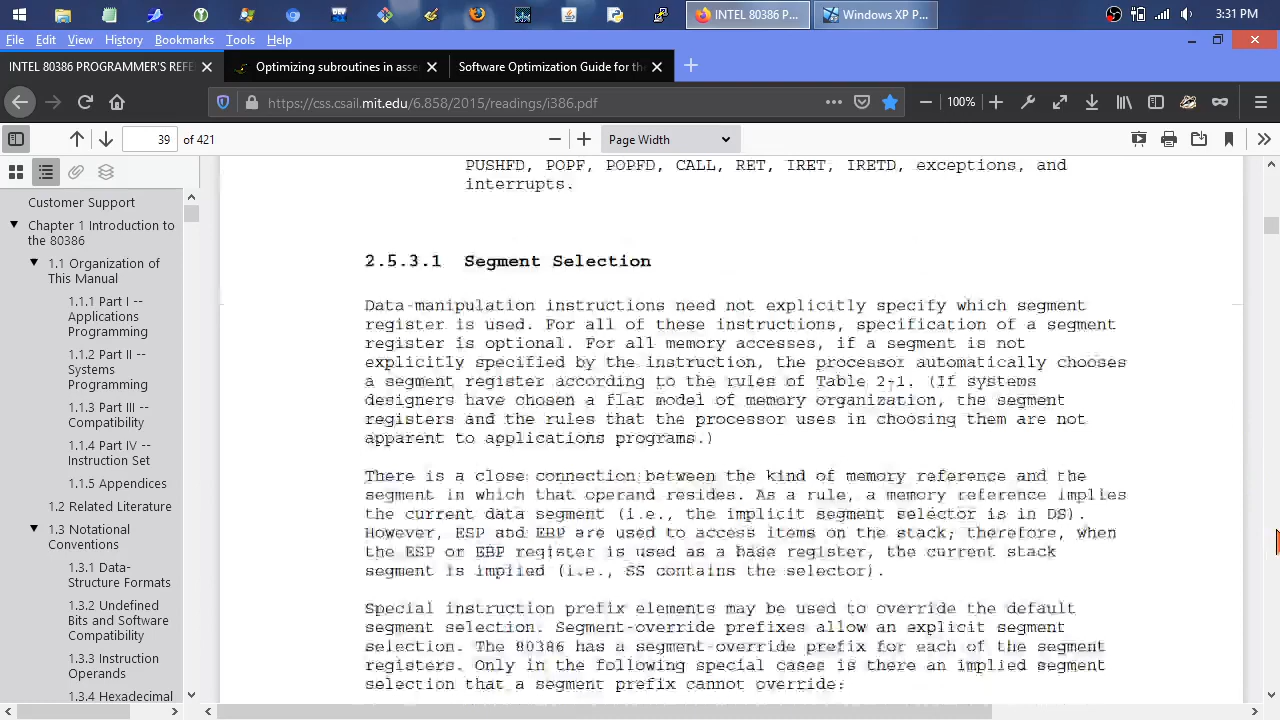 INTEL 80386 P...
Windows XP P...
3:31 PM
File Edit View History Bookmarks Tools Help
INTEL 80386 PROGRAMMER'S REFE
Optimizing subroutines in asse
Software Optimization Guide for th
https://css.csail.mit.edu/6.858/2015/readings/i386.pdf
100%
39 of 421
Page Width
Customer Support
Chapter 1 Introduction to
the 80386
1.1 Organization of
This Manual
1.1.1 Part I --
Applications
Programming
1.1.2 Part II --
Systems
Programming
1.1.3 Part III --
Compatibility
1.1.4 Part IV --
Instruction Set
1.1.5 Appendices
1.2 Related Literature
1.3 Notational
Conventions
1.3.1 Data-
Structure Formats
1.3.2 Undefined
Bits and Software
Compatibility
1.3.3 Instruction
Operands
1.3.4 Hexadecimal
PUSHFD, POPF, POPFD, CALL, RET, IRET, IRETD, exceptions, and
interrupts.
2.5.3.1 Segment Selection
Data-manipulation instructions need not explicitly specify which segment
register is used. For all of these instructions, specification of a segment
register is optional. For all memory accesses, if a segment is not
explicitly specified by the instruction, the processor automatically chooses
a segment register according to the rules of Table 2-1. (If systems
designers have chosen a flat model of memory organization, the segment
registers and the rules that the processor uses in choosing them are not
apparent to applications programs.)
There is a close connection between the kind of memory reference and the
segment in which that operand resides. As a rule, a memory reference implies
the current data segment (i.e., the implicit segment selector is in DS).
However, ESP and EBP are used to access items on the stack; therefore, when
the ESP or EBP register is used as a base register, the current stack
segment is implied (i.e., SS contains the selector).
Special instruction prefix elements may be used to override the default
segment selection. Segment-override prefixes allow an explicit segment
selection. The 80386 has a segment-override prefix for each of the segment
registers. Only in the following special cases is there an implied segment
selection that a segment prefix cannot override: